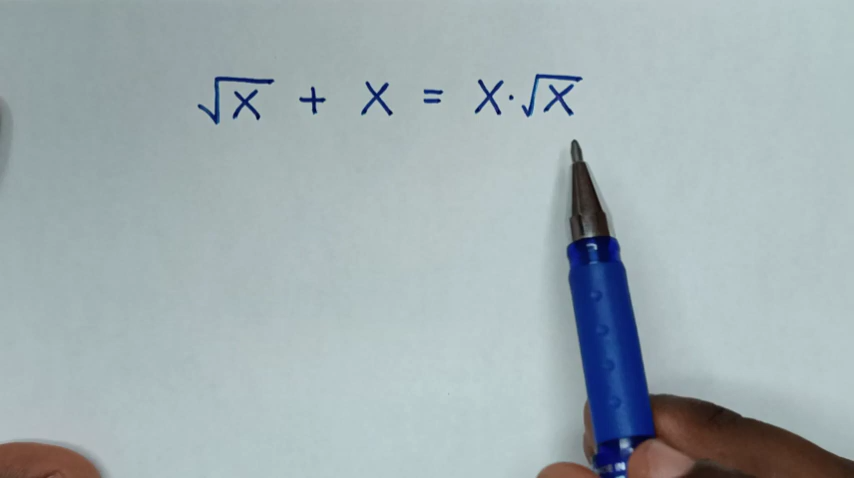 √x + x = x·√x